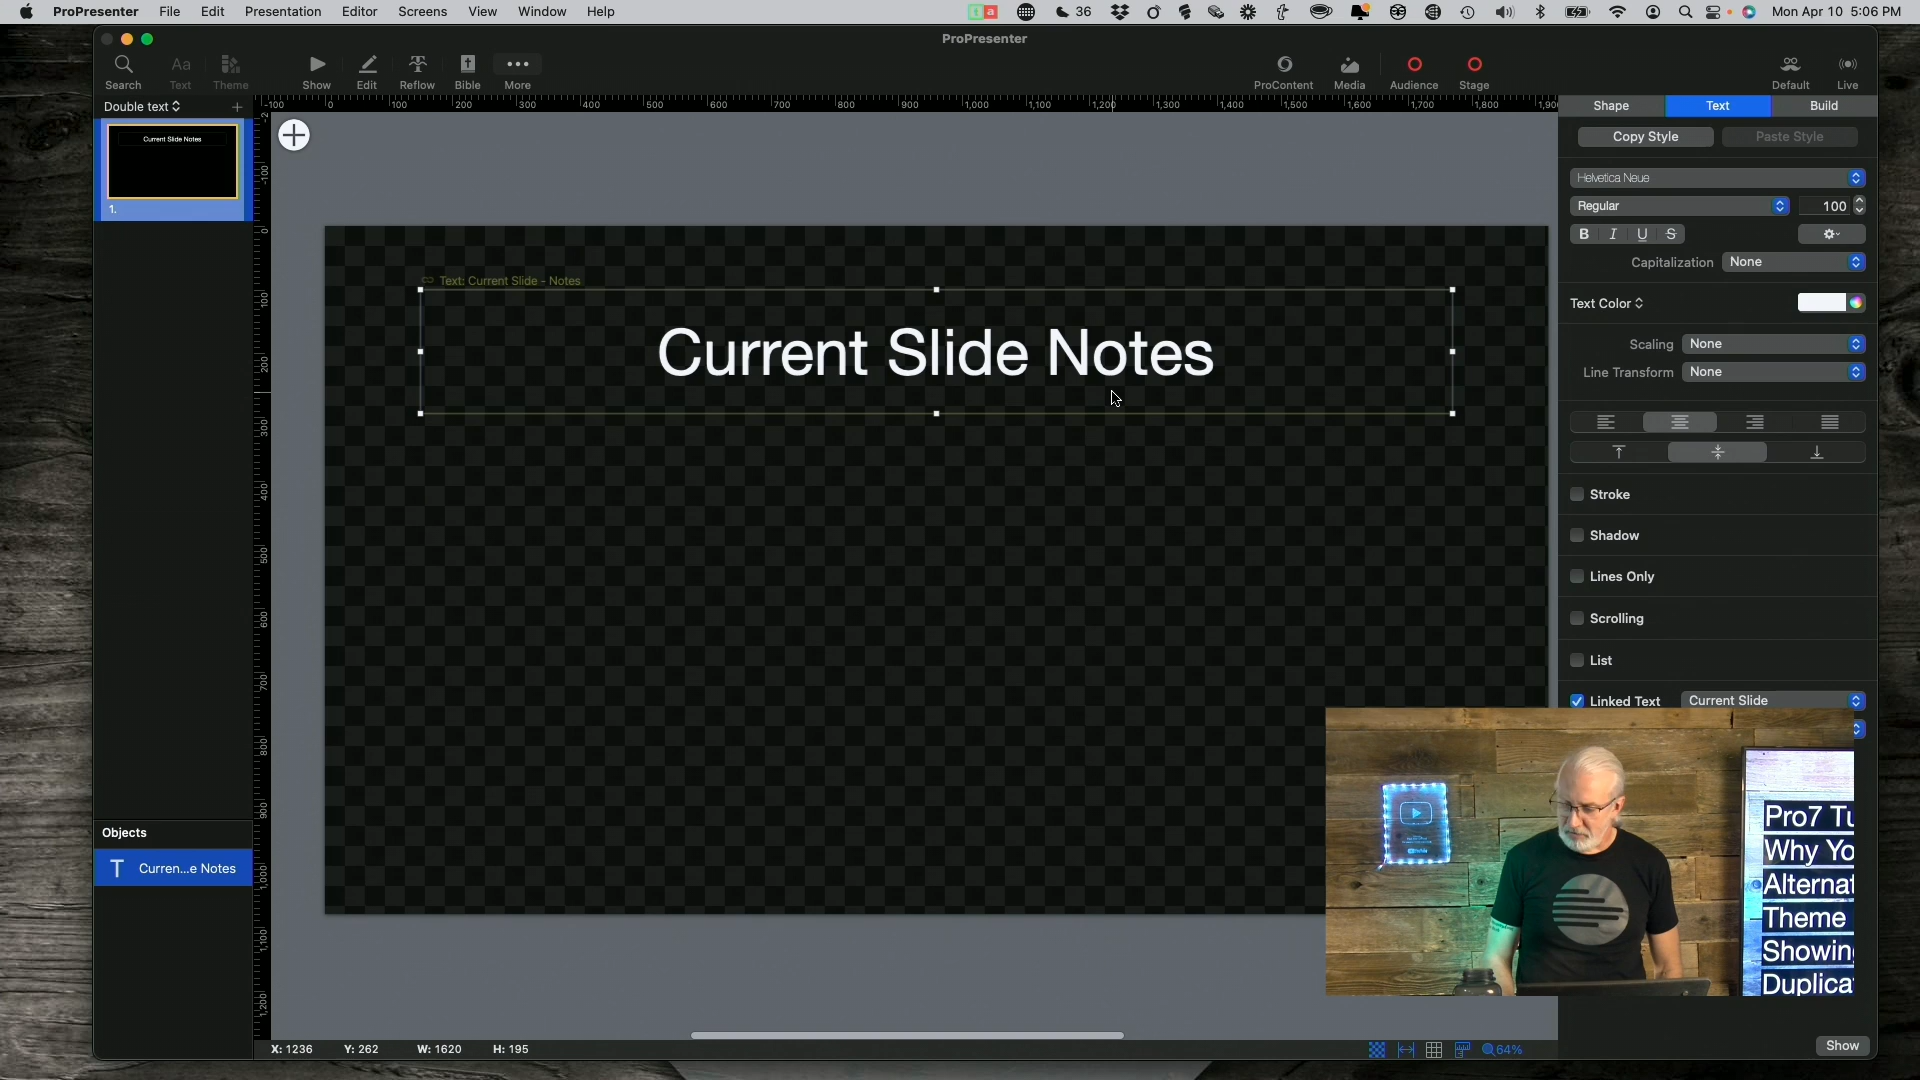 ProPresenter File Edit Presentation Editor Screens View Window Help 36 Mon Apr 10 5:06 PM
ProPresenter
Search Text Theme Show Edit Reflow Bible More ProContent Media Audience Stage Default Live
Double text
Current Slide Notes
1.
Objects
T Curren...e Notes
Text: Current Slide - Notes
Current Slide Notes
Shape Text Build
Copy Style Paste Style
Helvetica Neue
Regular 100
B I U S
Capitalization None
Text Color
Scaling None
Line Transform None
Stroke
Shadow
Lines Only
Scrolling
List
Linked Text Current Slide
Pro7 Tu
Why Yo
Alternat
Theme
Showin
Duplica
X: 1236 Y: 262 W: 1620 H: 195
64%
Show